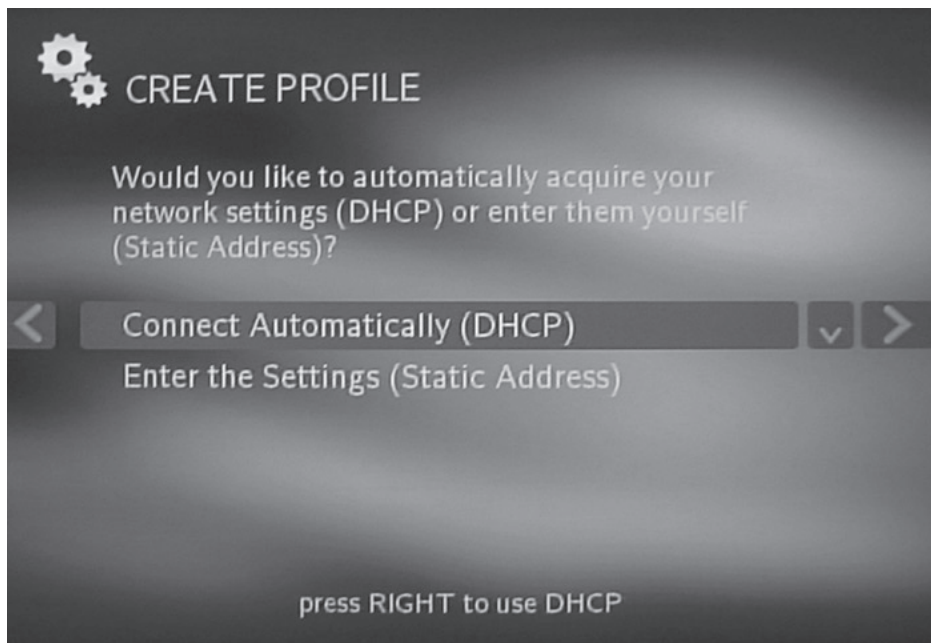 CREATE PROFILE
Would you like to automatically acquire your
network settings (DHCP) or enter them yourself
(Static Address)?
Connect Automatically (DHCP)
Enter the Settings (Static Address)
press RIGHT to use DHCP